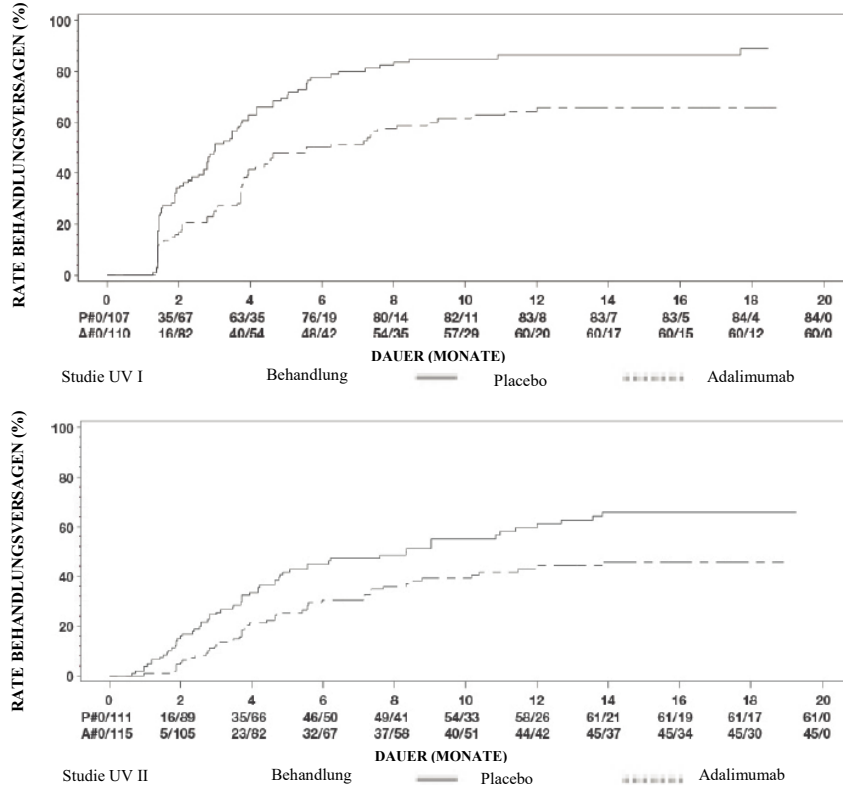 RATE BEHANDLUNGSVERSAGEN (%)
100
80
60
40
20
0
0 2 4 6 8 10 12 14 16 18 20
P#0/107 35/67 63/35 76/19 80/14 82/11 83/8 83/7 83/5 84/4 84/0
A#0/110 16/82 40/54 48/42 54/35 57/29 60/20 60/17 60/15 60/12 60/0
DAUER (MONATE)
Studie UV I Behandlung Placebo Adalimumab
RATE BEHANDLUNGSVERSAGEN (%)
100
80
60
40
20
0
0 2 4 6 8 10 12 14 16 18 20
P#0/111 16/89 35/66 46/50 49/41 54/33 58/26 61/21 61/19 61/17 61/0
A#0/115 5/105 23/82 32/67 37/58 40/51 44/42 45/37 45/34 45/30 45/0
DAUER (MONATE)
Studie UV II Behandlung Placebo Adalimumab